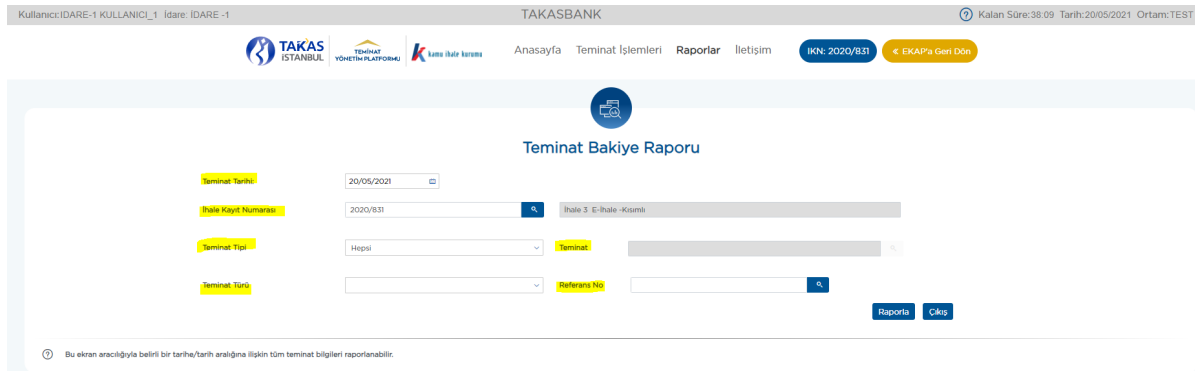 Kullanıcı:IDARE-1 KULLANICI_1 İdare: İDARE -1 TAKASBANK Kalan Süre:38:09 Tarih:20/05/2021 Ortam:TEST
TAKAS İSTANBUL TEMİNAT YÖNETİM PLATFORMU kamu ihale kurumu Anasayfa Teminat İşlemleri Raporlar İletişim IKN: 2020/831 « EKAP'a Geri Dön
Teminat Bakiye Raporu
Teminat Tarihi: 20/05/2021
İhale Kayıt Numarası 2020/831 İhale 3 E-İhale -Kısımlı
Teminat Tipi Hepsi Teminat
Teminat Türü Referans No
Raporla Çıkış
? Bu ekran aracılığıyla belirli bir tarihe/tarih aralığına ilişkin tüm teminat bilgileri raporlanabilir.